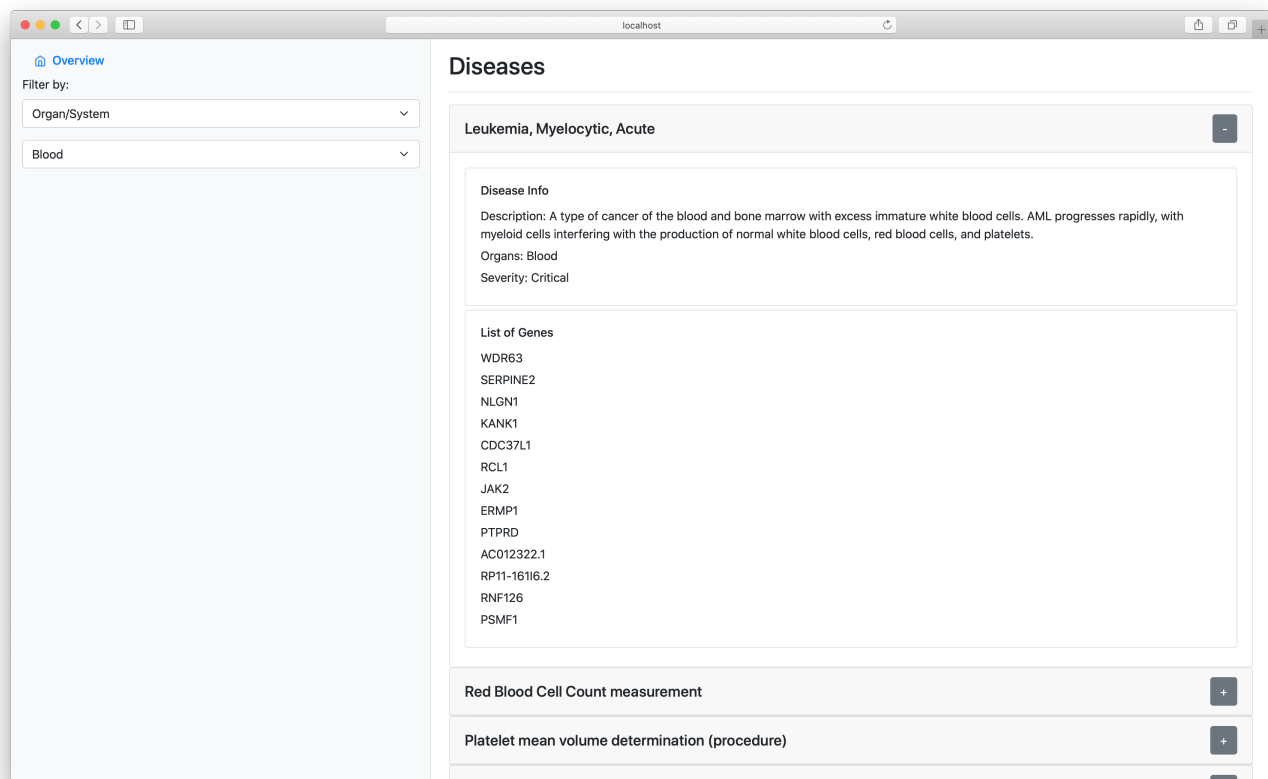 localhost
Overview
Filter by:
Organ/System
Blood
Diseases
Leukemia, Myelocytic, Acute
-
Disease Info
Description: A type of cancer of the blood and bone marrow with excess immature white blood cells. AML progresses rapidly, with
myeloid cells interfering with the production of normal white blood cells, red blood cells, and platelets.
Organs: Blood
Severity: Critical
List of Genes
WDR63
SERPINE2
NLGN1
KANK1
CDC37L1
RCL1
JAK2
ERMP1
PTPRD
AC012322.1
RP11-161I6.2
RNF126
PSMF1
Red Blood Cell Count measurement
+
Platelet mean volume determination (procedure)
+